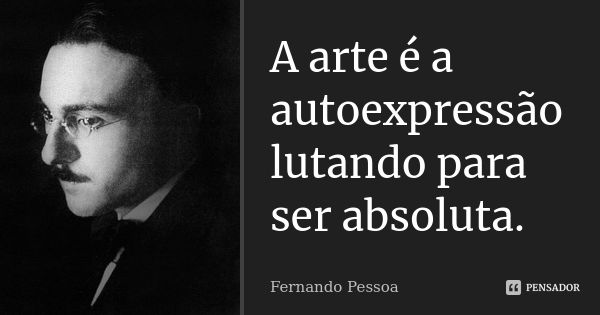 A arte é a
autoexpressão
lutando para
ser absoluta.
Fernando Pessoa
PENSADOR